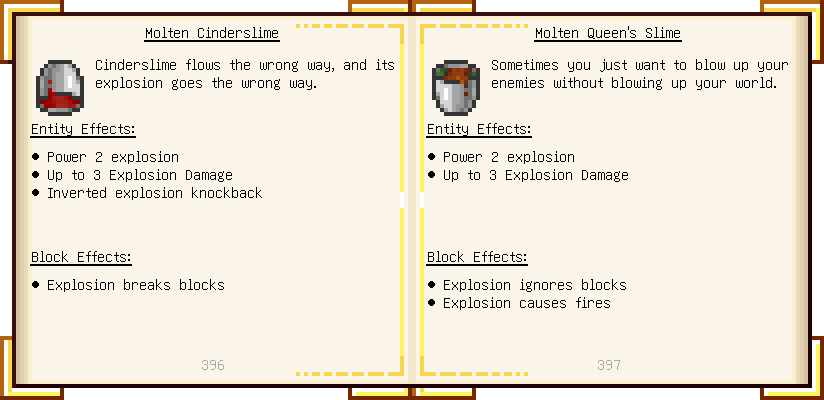 Molten Cinderslime
Cinderslime flows the wrong way, and its
explosion goes the wrong way.
Entity Effects:
● Power 2 explosion
● Up to 3 Explosion Damage
● Inverted explosion knockback
Block Effects:
● Explosion breaks blocks
396
Molten Queen's Slime
Sometimes you just want to blow up your
enemies without blowing up your world.
Entity Effects:
● Power 2 explosion
● Up to 3 Explosion Damage
Block Effects:
● Explosion ignores blocks
● Explosion causes fires
397